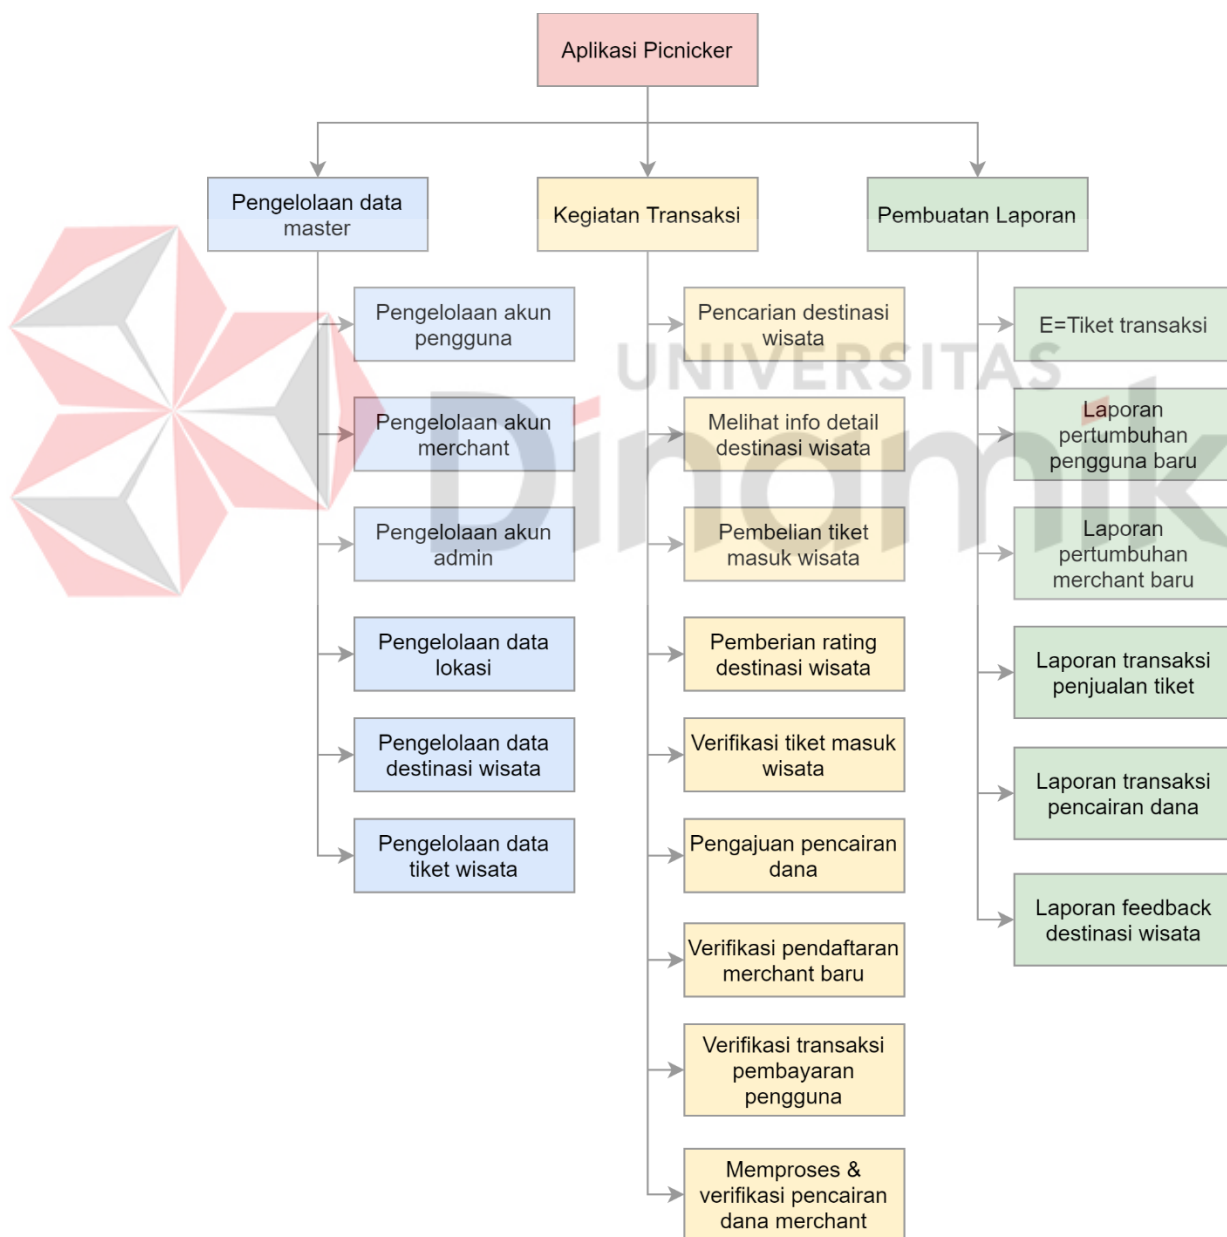 Aplikasi Picnicker
Pengelolaan data
master
Kegiatan Transaksi
Pembuatan Laporan
Pengelolaan akun
pengguna
Pengelolaan akun
merchant
Pengelolaan akun
admin
Pengelolaan data
lokasi
Pengelolaan data
destinasi wisata
Pengelolaan data
tiket wisata
Pencarian destinasi
wisata
Melihat info detail
destinasi wisata
Pembelian tiket
masuk wisata
Pemberian rating
destinasi wisata
Verifikasi tiket masuk
wisata
Pengajuan pencairan
dana
Verifikasi pendaftaran
merchant baru
Verifikasi transaksi
pembayaran
pengguna
Memproses &
verifikasi pencairan
dana merchant
E=Tiket transaksi
Laporan
pertumbuhan
pengguna baru
Laporan
pertumbuhan
merchant baru
Laporan transaksi
penjualan tiket
Laporan transaksi
pencairan dana
Laporan feedback
destinasi wisata
UNIVERSITAS
Dinamik